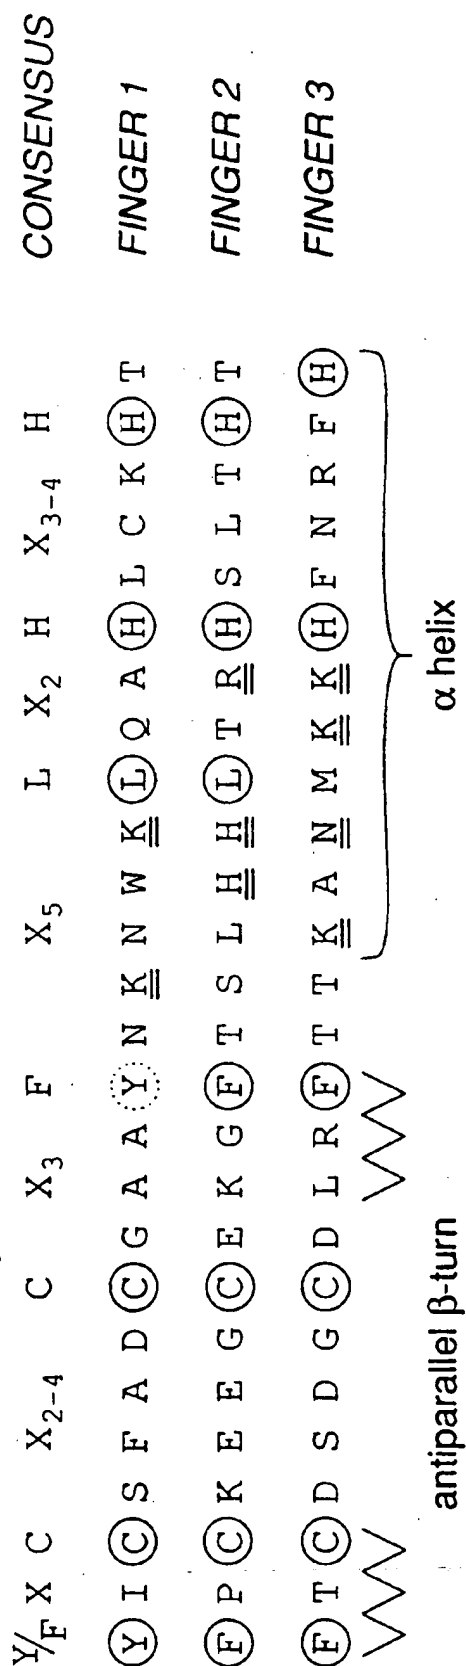 Y/F X C X₂₋₄ C X₃ F X₅ L X₂ H X₃₋₄ H CONSENSUS
Y I C S F A D C G A A Y N K N W K L Q A H L C K H T FINGER 1
F P C K E E G C E K G F T S L H H L T R H S L T H T FINGER 2
F T C D S D G C D L R F T T K A N M K K H F N R F H FINGER 3
antiparallel β-turn α helix